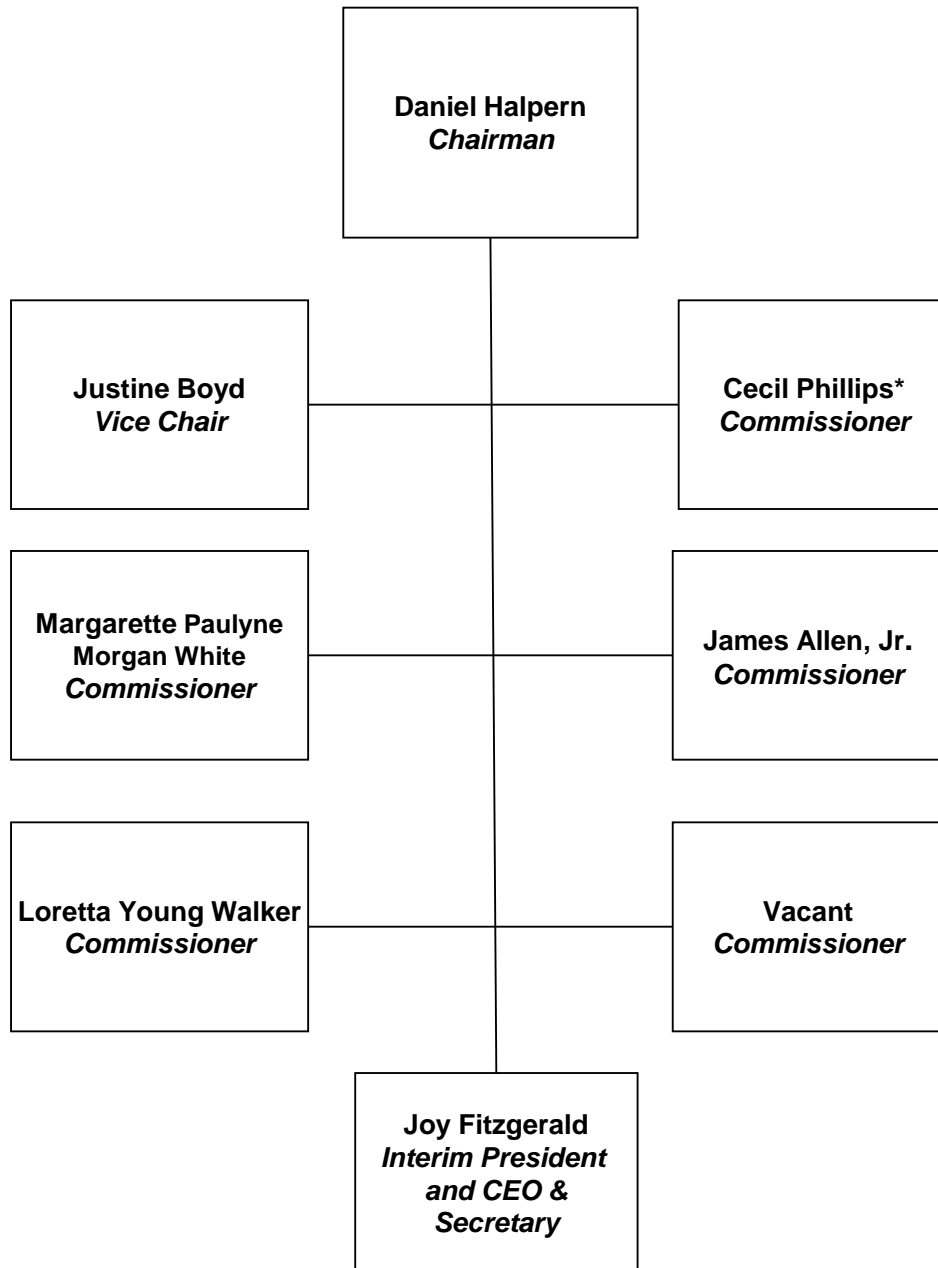 Daniel Halpern
Chairman
Justine Boyd
Vice Chair
Cecil Phillips*
Commissioner
Margarette Paulyne
Morgan White
Commissioner
James Allen, Jr.
Commissioner
Loretta Young Walker
Commissioner
Vacant
Commissioner
Joy Fitzgerald
Interim President
and CEO &
Secretary